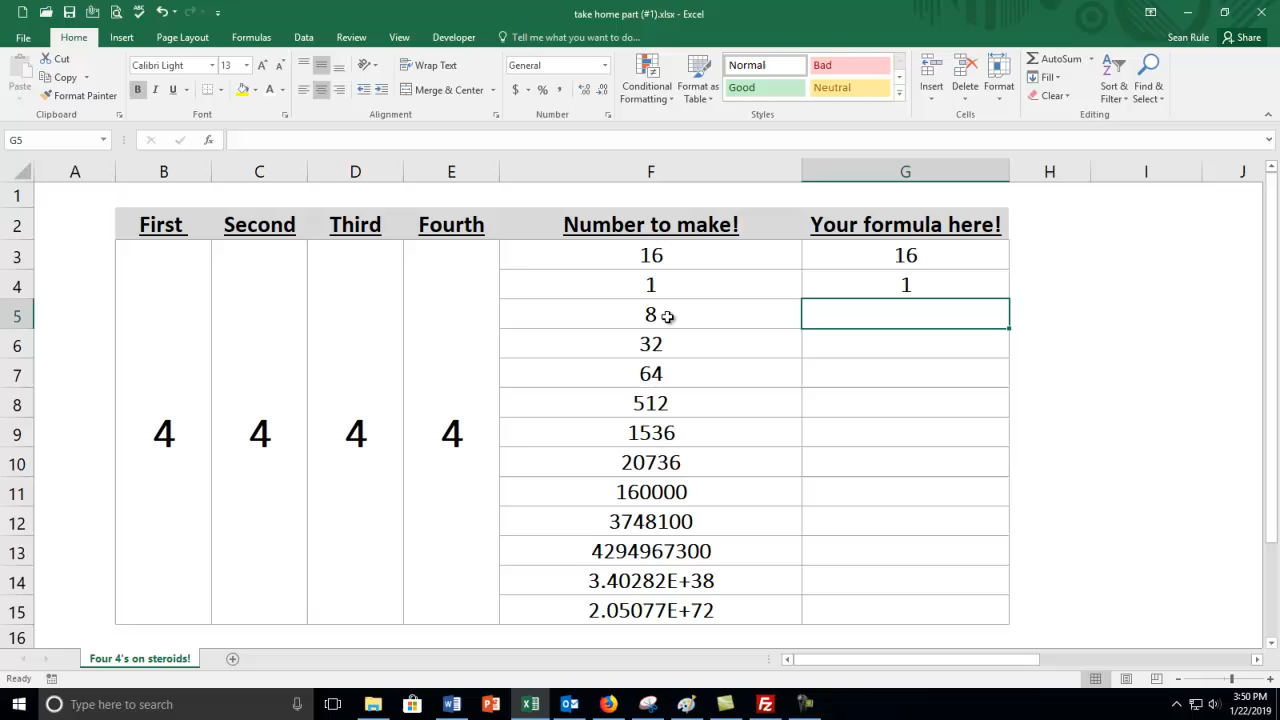 take home part (#1).xlsx - Excel
File Home Insert Page Layout Formulas Data Review View Developer Tell me what you want to do... Sean Rule Share
Paste
Cut
Copy
Format Painter
Clipboard
Calibri Light 13
B I U
Font
Wrap Text
Merge & Center
Alignment
General
$ % ,
Number
Conditional Formatting
Format as Table
Normal Bad
Good Neutral
Styles
Insert Delete Format
Cells
AutoSum
Fill
Clear
Sort & Filter
Find & Select
Editing
G5 fx
A B C D E F G H I J
1
2 First Second Third Fourth Number to make! Your formula here!
3 16 16
4 1 1
5 8
6 32
7 64
8 512
9 4 4 4 4 1536
10 20736
11 160000
12 3748100
13 4294967300
14 3.40282E+38
15 2.05077E+72
16
Four 4's on steroids!
Ready
Type here to search
3:50 PM
1/22/2019